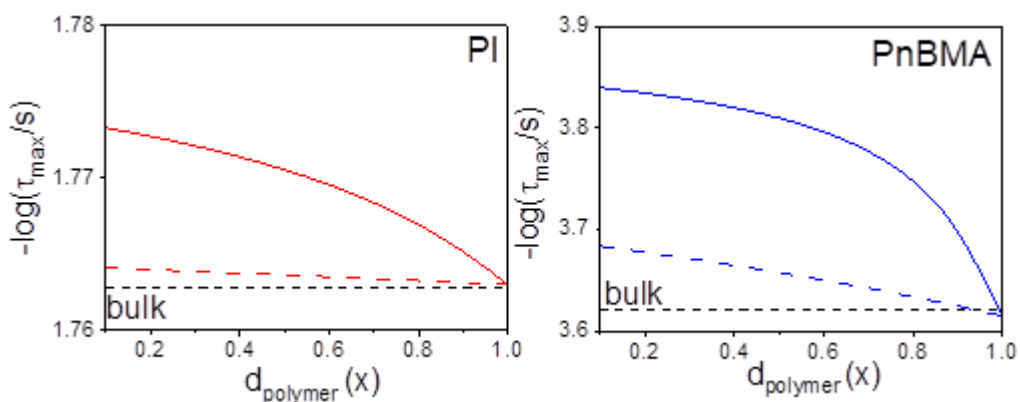 1.78
PI
-log(τmax/s)
1.77
bulk
1.76
0.2 0.4 0.6 0.8 1.0
dpolymer(x)
3.9
PnBMA
-log(τmax/s)
3.8
3.7
bulk
3.6
0.2 0.4 0.6 0.8 1.0
dpolymer(x)